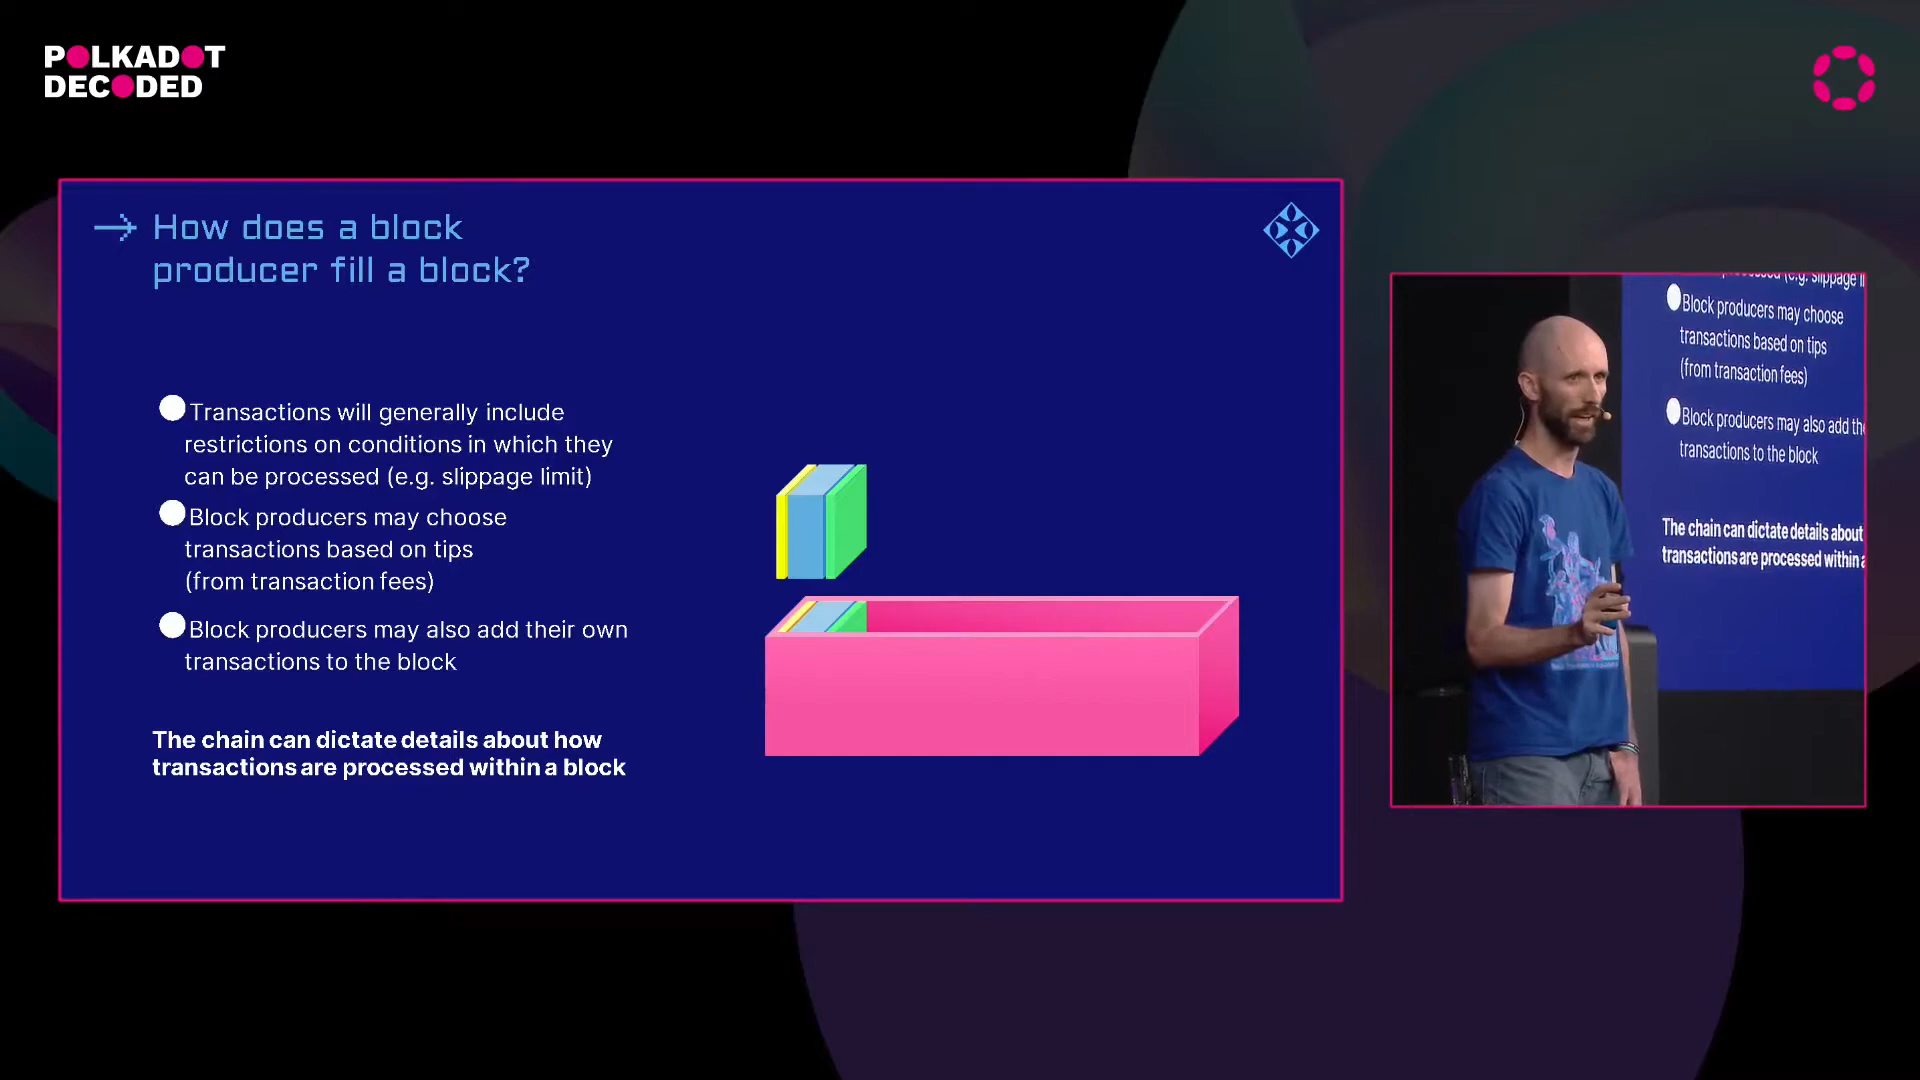 POLKADOT
DECODED
How does a block
producer fill a block?
Transactions will generally include
restrictions on conditions in which they
can be processed (e.g. slippage limit)
Block producers may choose
transactions based on tips
(from transaction fees)
Block producers may also add their own
transactions to the block
The chain can dictate details about how
transactions are processed within a block
(e.g. slippage
Block producers may choose
transactions based on tips
(from transaction fees)
Block producers may also add
transactions to the block
The chain can dictate details about
transactions are processed within